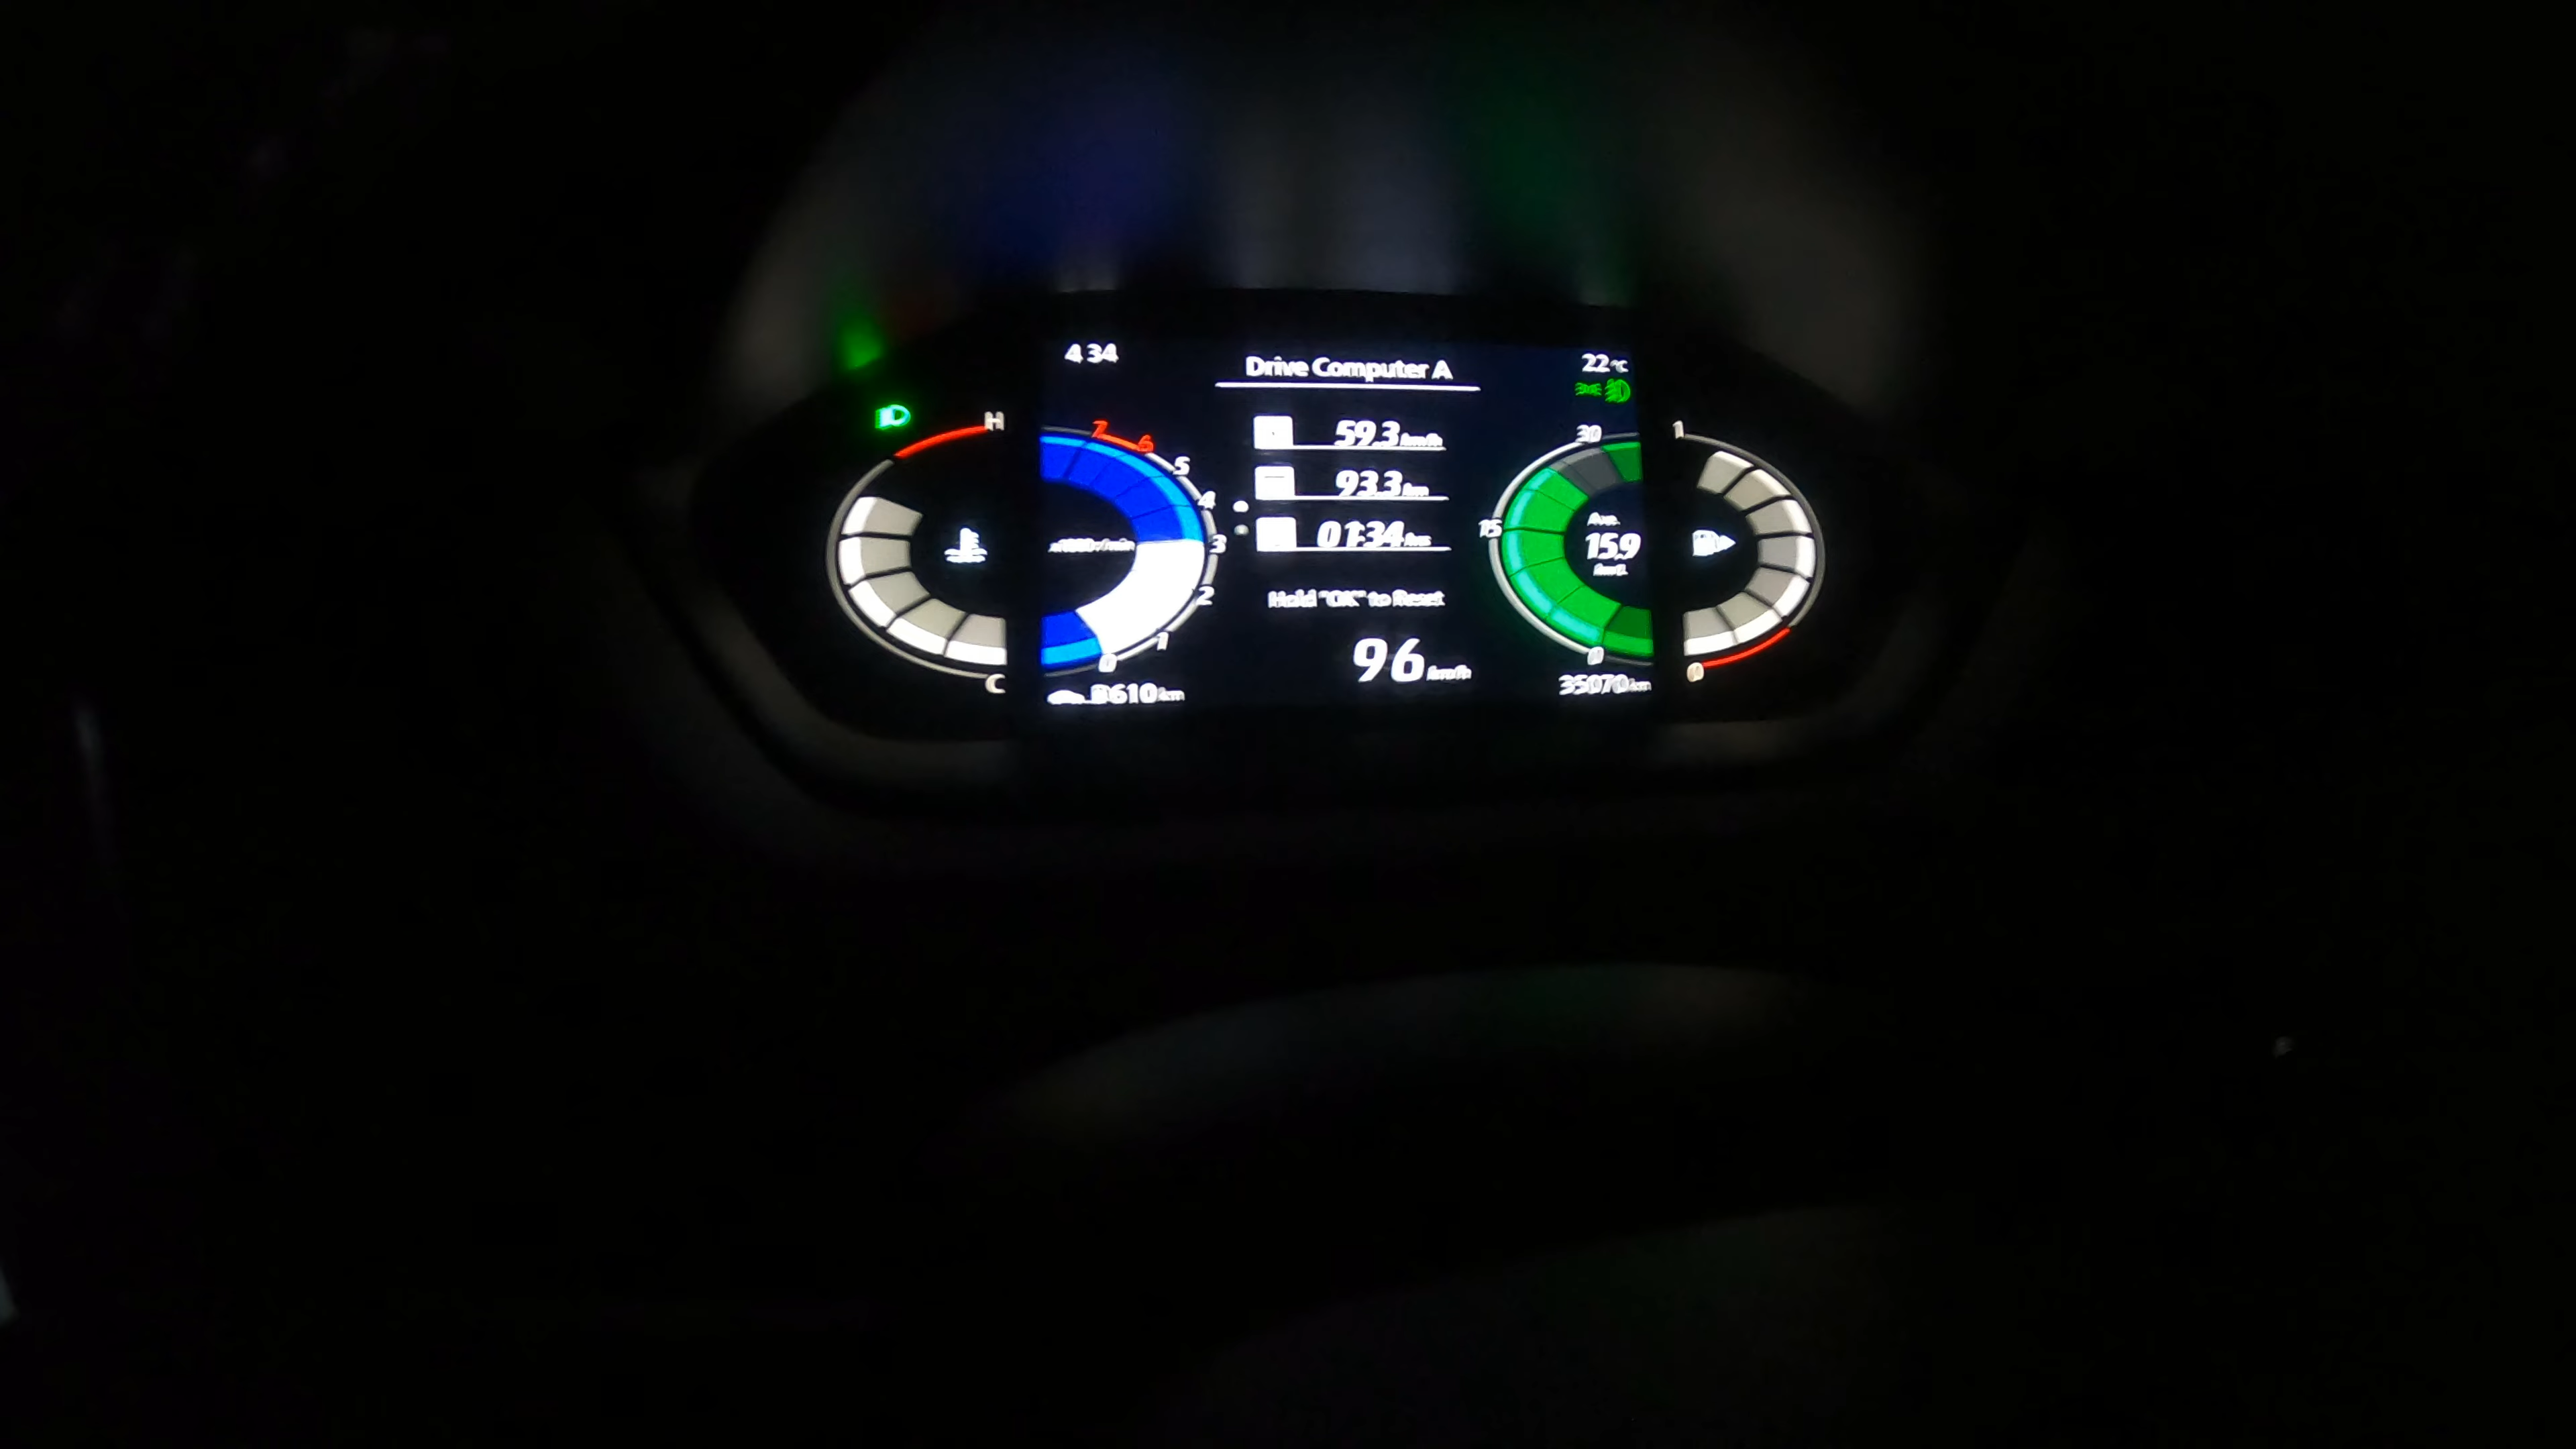 4 34
Drive Computer A
22 °C
H
7
6
5
4
3
2
1
0
C
59.3 km/h
93.3 km
01:34 hrs
Hold "OK" to Reset
96 km/h
30
15
0
Ave.
15.9
km/L
1
0
610 km
35070 km